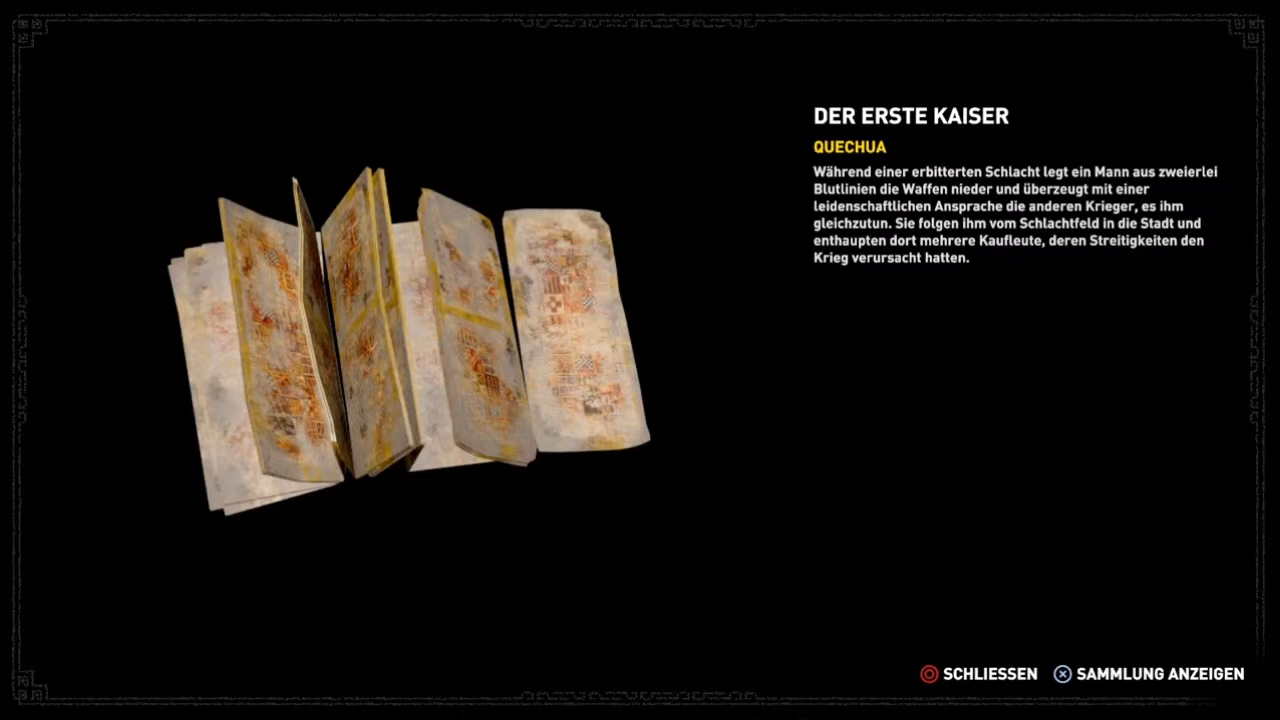 DER ERSTE KAISER
QUECHUA
Während einer erbitterten Schlacht legt ein Mann aus zweierlei
Blutlinien die Waffen nieder und überzeugt mit einer
leidenschaftlichen Ansprache die anderen Krieger, es ihm
gleichzutun. Sie folgen ihm vom Schlachtfeld in die Stadt und
enthaupten dort mehrere Kaufleute, deren Streitigkeiten den
Krieg verursacht hatten.
SCHLIESSEN SAMMLUNG ANZEIGEN